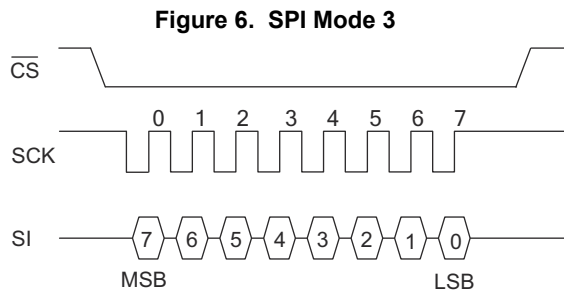 Figure 6. SPI Mode 3
CS
0 1 2 3 4 5 6 7
SCK
SI
7 6 5 4 3 2 1 0
MSB LSB